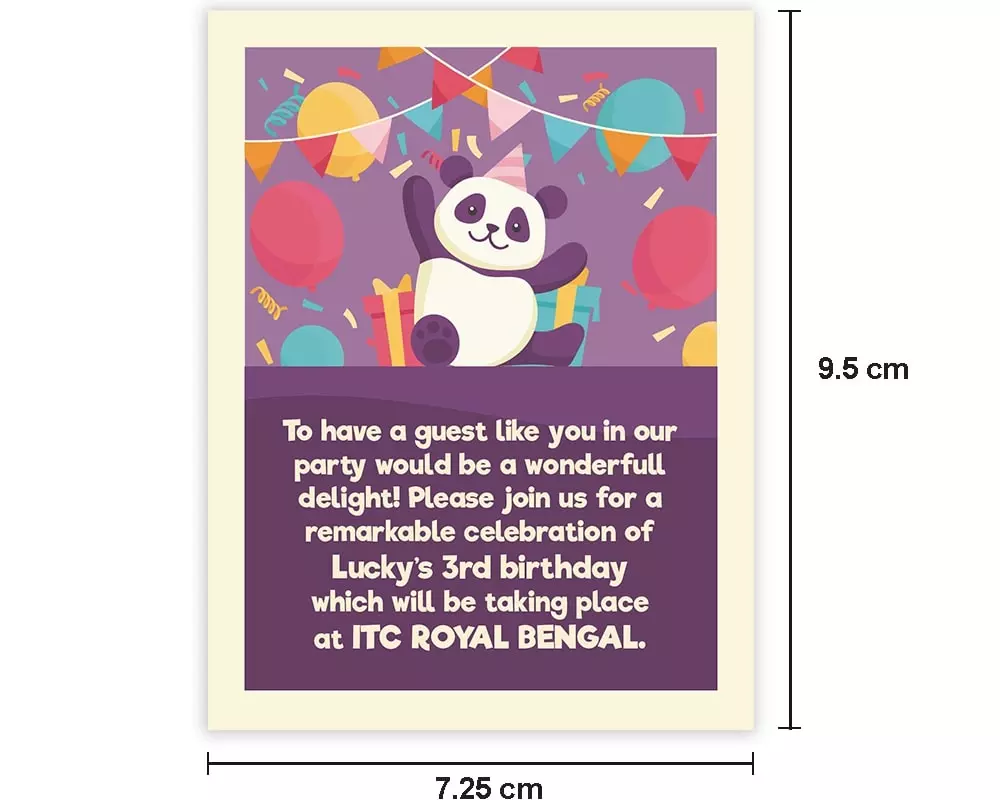 To have a guest like you in our
party would be a wonderfull
delight! Please join us for a
remarkable celebration of
Lucky's 3rd birthday
which will be taking place
at ITC ROYAL BENGAL.
9.5 cm
7.25 cm